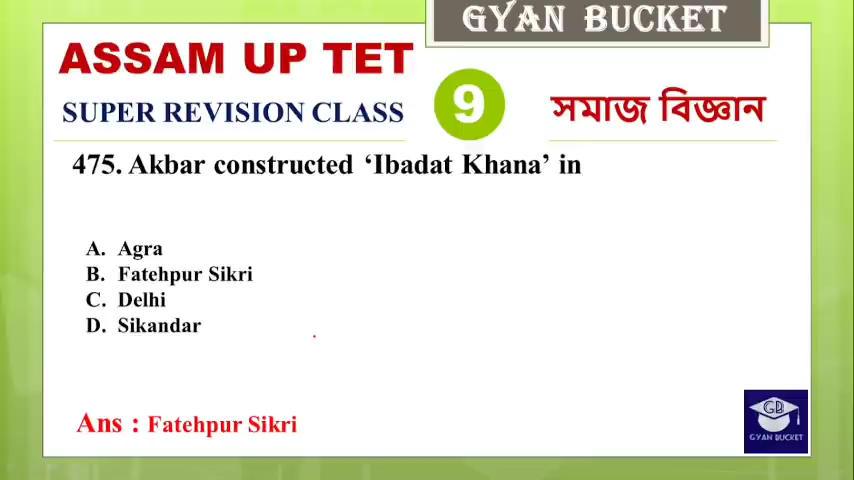 GYAN BUCKET
ASSAM UP TET
SUPER REVISION CLASS
9
সমাজ বিজ্ঞান
475. Akbar constructed ‘Ibadat Khana’ in
A. Agra
B. Fatehpur Sikri
C. Delhi
D. Sikandar
Ans : Fatehpur Sikri
GB
GYAN BUCKET